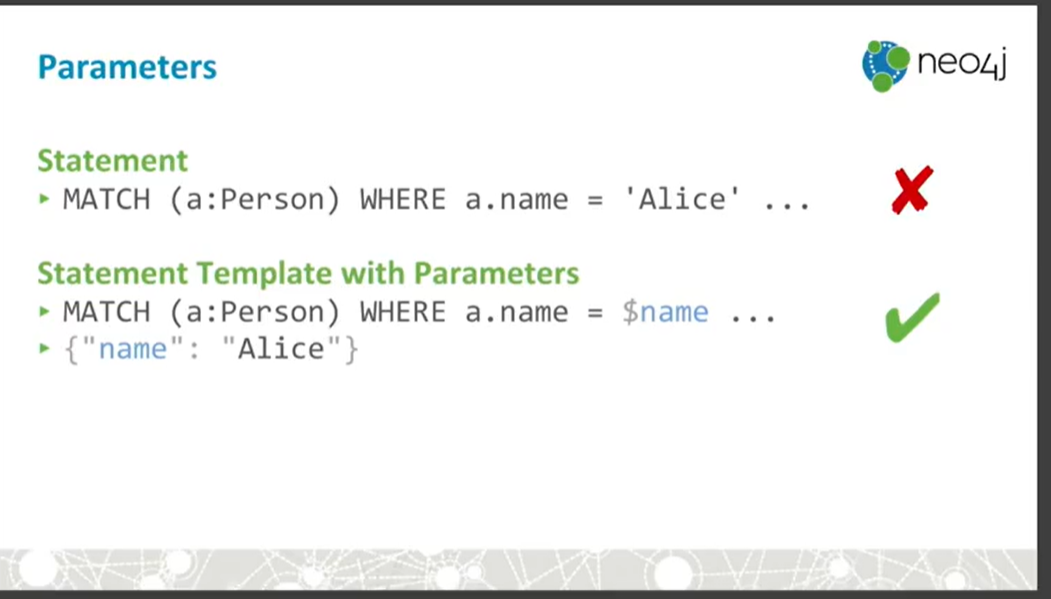 Parameters
neo4j
Statement
▸ MATCH (a:Person) WHERE a.name = 'Alice' ...
Statement Template with Parameters
▸ MATCH (a:Person) WHERE a.name = $name ...
▸ {"name": "Alice"}